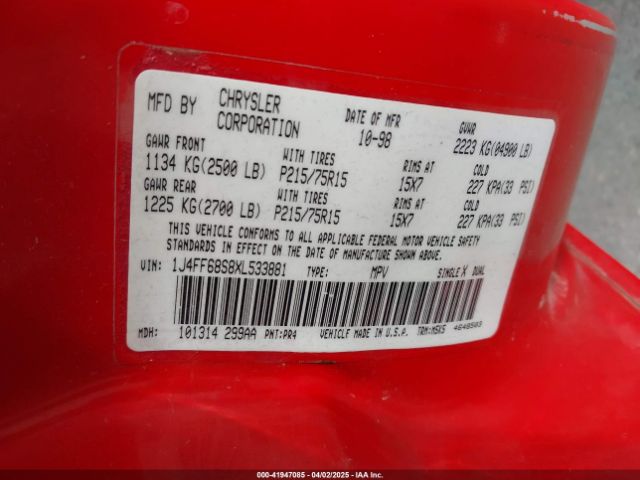 MFD BY CHRYSLER CORPORATION DATE OF MFR 10-98 GVWR 2223 KG(04900 LB)
GAWR FRONT WITH TIRES RIMS AT COLD
1134 KG(2500 LB) P215/75R15 15X7 227 KPA(33 PSI)
GAWR REAR WITH TIRES RIMS AT COLD
1225 KG(2700 LB) P215/75R15 15X7 227 KPA(33 PSI)
THIS VEHICLE CONFORMS TO ALL APPLICABLE FEDERAL MOTOR VEHICLE SAFETY
STANDARDS IN EFFECT ON THE DATE OF MANUFACTURE SHOWN ABOVE.
VIN: 1J4FF68S8XL533881 TYPE: MPV SINGLE X DUAL
MDH: 101314 299AA PNT:PR4 VEHICLE MADE IN U.S.A. TRM:M5K5 4648503
000-41947085 - 04/02/2025 - IAA Inc.